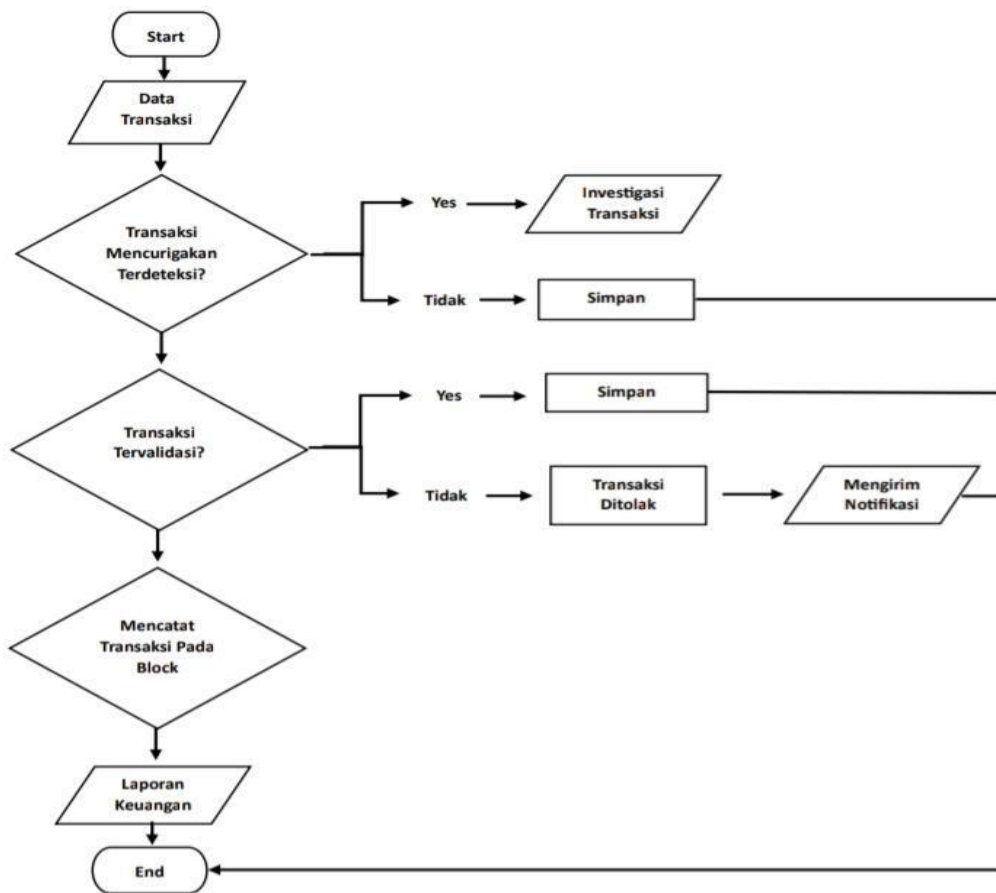 Start
Data
Transaksi
Transaksi
Mencurigakan
Terdeteksi?
Yes
Investigasi
Transaksi
Tidak
Simpan
Transaksi
Tervalidasi?
Yes
Simpan
Tidak
Transaksi
Ditolak
Mengirim
Notifikasi
Mencatat
Transaksi Pada
Block
Laporan
Keuangan
End